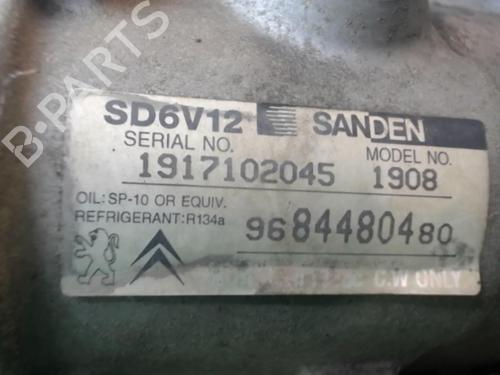 B-PARTS
SD6V12 SANDEN
SERIAL NO. MODEL NO.
1917102045 1908
OIL: SP-10 OR EQUIV.
REFRIGERANT: R134a
9684480480
C.W ONLY